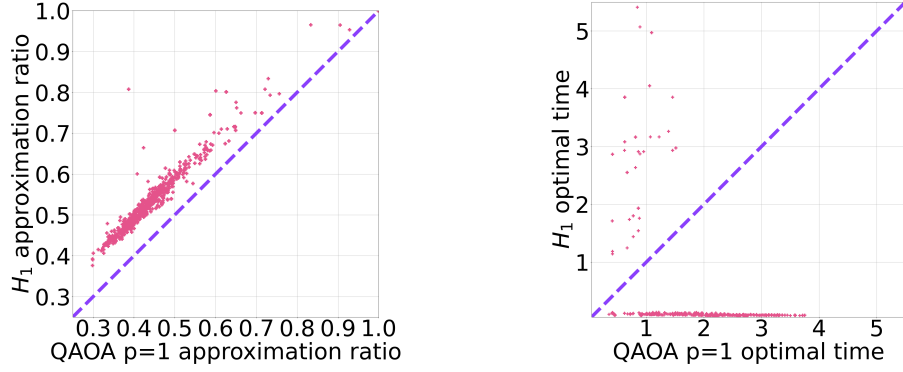 H₁ approximation ratio
1.0
0.9
0.8
0.7
0.6
0.5
0.4
0.3
0.3 0.4 0.5 0.6 0.7 0.8 0.9 1.0
QAOA p=1 approximation ratio
H₁ optimal time
5
4
3
2
1
1 2 3 4 5
QAOA p=1 optimal time